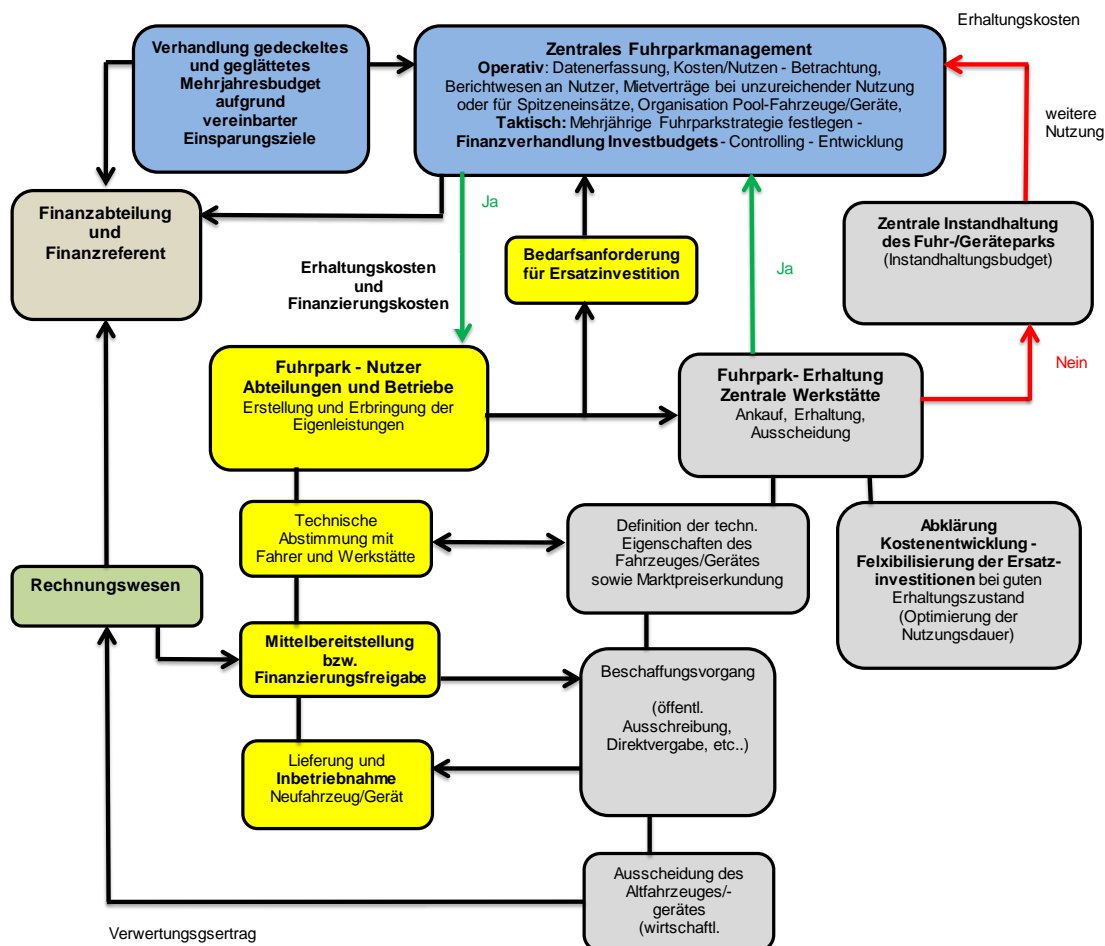 Erhaltungskosten
Verhandlung gedeckeltes
und geglättetes
Mehrjahresbudget
aufgrund
vereinbarter
Einsparungsziele
Zentrales Fuhrparkmanagement
Operativ: Datenerfassung, Kosten/Nutzen - Betrachtung,
Berichtwesen an Nutzer, Mietverträge bei unzureichender Nutzung
oder für Spitzeneinsätze, Organisation Pool-Fahrzeuge/Geräte,
Taktisch: Mehrjährige Fuhrparkstrategie festlegen -
Finanzverhandlung Investbudgets - Controlling - Entwicklung
weitere
Nutzung
Finanzabteilung
und
Finanzreferent
Ja
Erhaltungskosten
und
Finanzierungskosten
Bedarfsanforderung
für Ersatzinvestition
Ja
Zentrale Instandhaltung
des Fuhr-/Geräteparks
(Instandhaltungsbudget)
Nein
Fuhrpark - Nutzer
Abteilungen und Betriebe
Erstellung und Erbringung der
Eigenleistungen
Fuhrpark- Erhaltung
Zentrale Werkstätte
Ankauf, Erhaltung,
Ausscheidung
Technische
Abstimmung mit
Fahrer und Werkstätte
Definition der techn.
Eigenschaften des
Fahrzeuges/Gerätes
sowie Marktpreiserkundung
Abklärung
Kostenentwicklung -
Felxibilisierung der Ersatz-
investitionen bei guten
Erhaltungszustand
(Optimierung der
Nutzungsdauer)
Rechnungswesen
Mittelbereitstellung
bzw.
Finanzierungsfreigabe
Beschaffungsvorgang
(öffentl.
Ausschreibung,
Direktvergabe, etc..)
Lieferung und
Inbetriebnahme
Neufahrzeug/Gerät
Ausscheidung des
Altfahrzeuges/-
gerätes
(wirtschaftl.
Verwertungsgsertrag